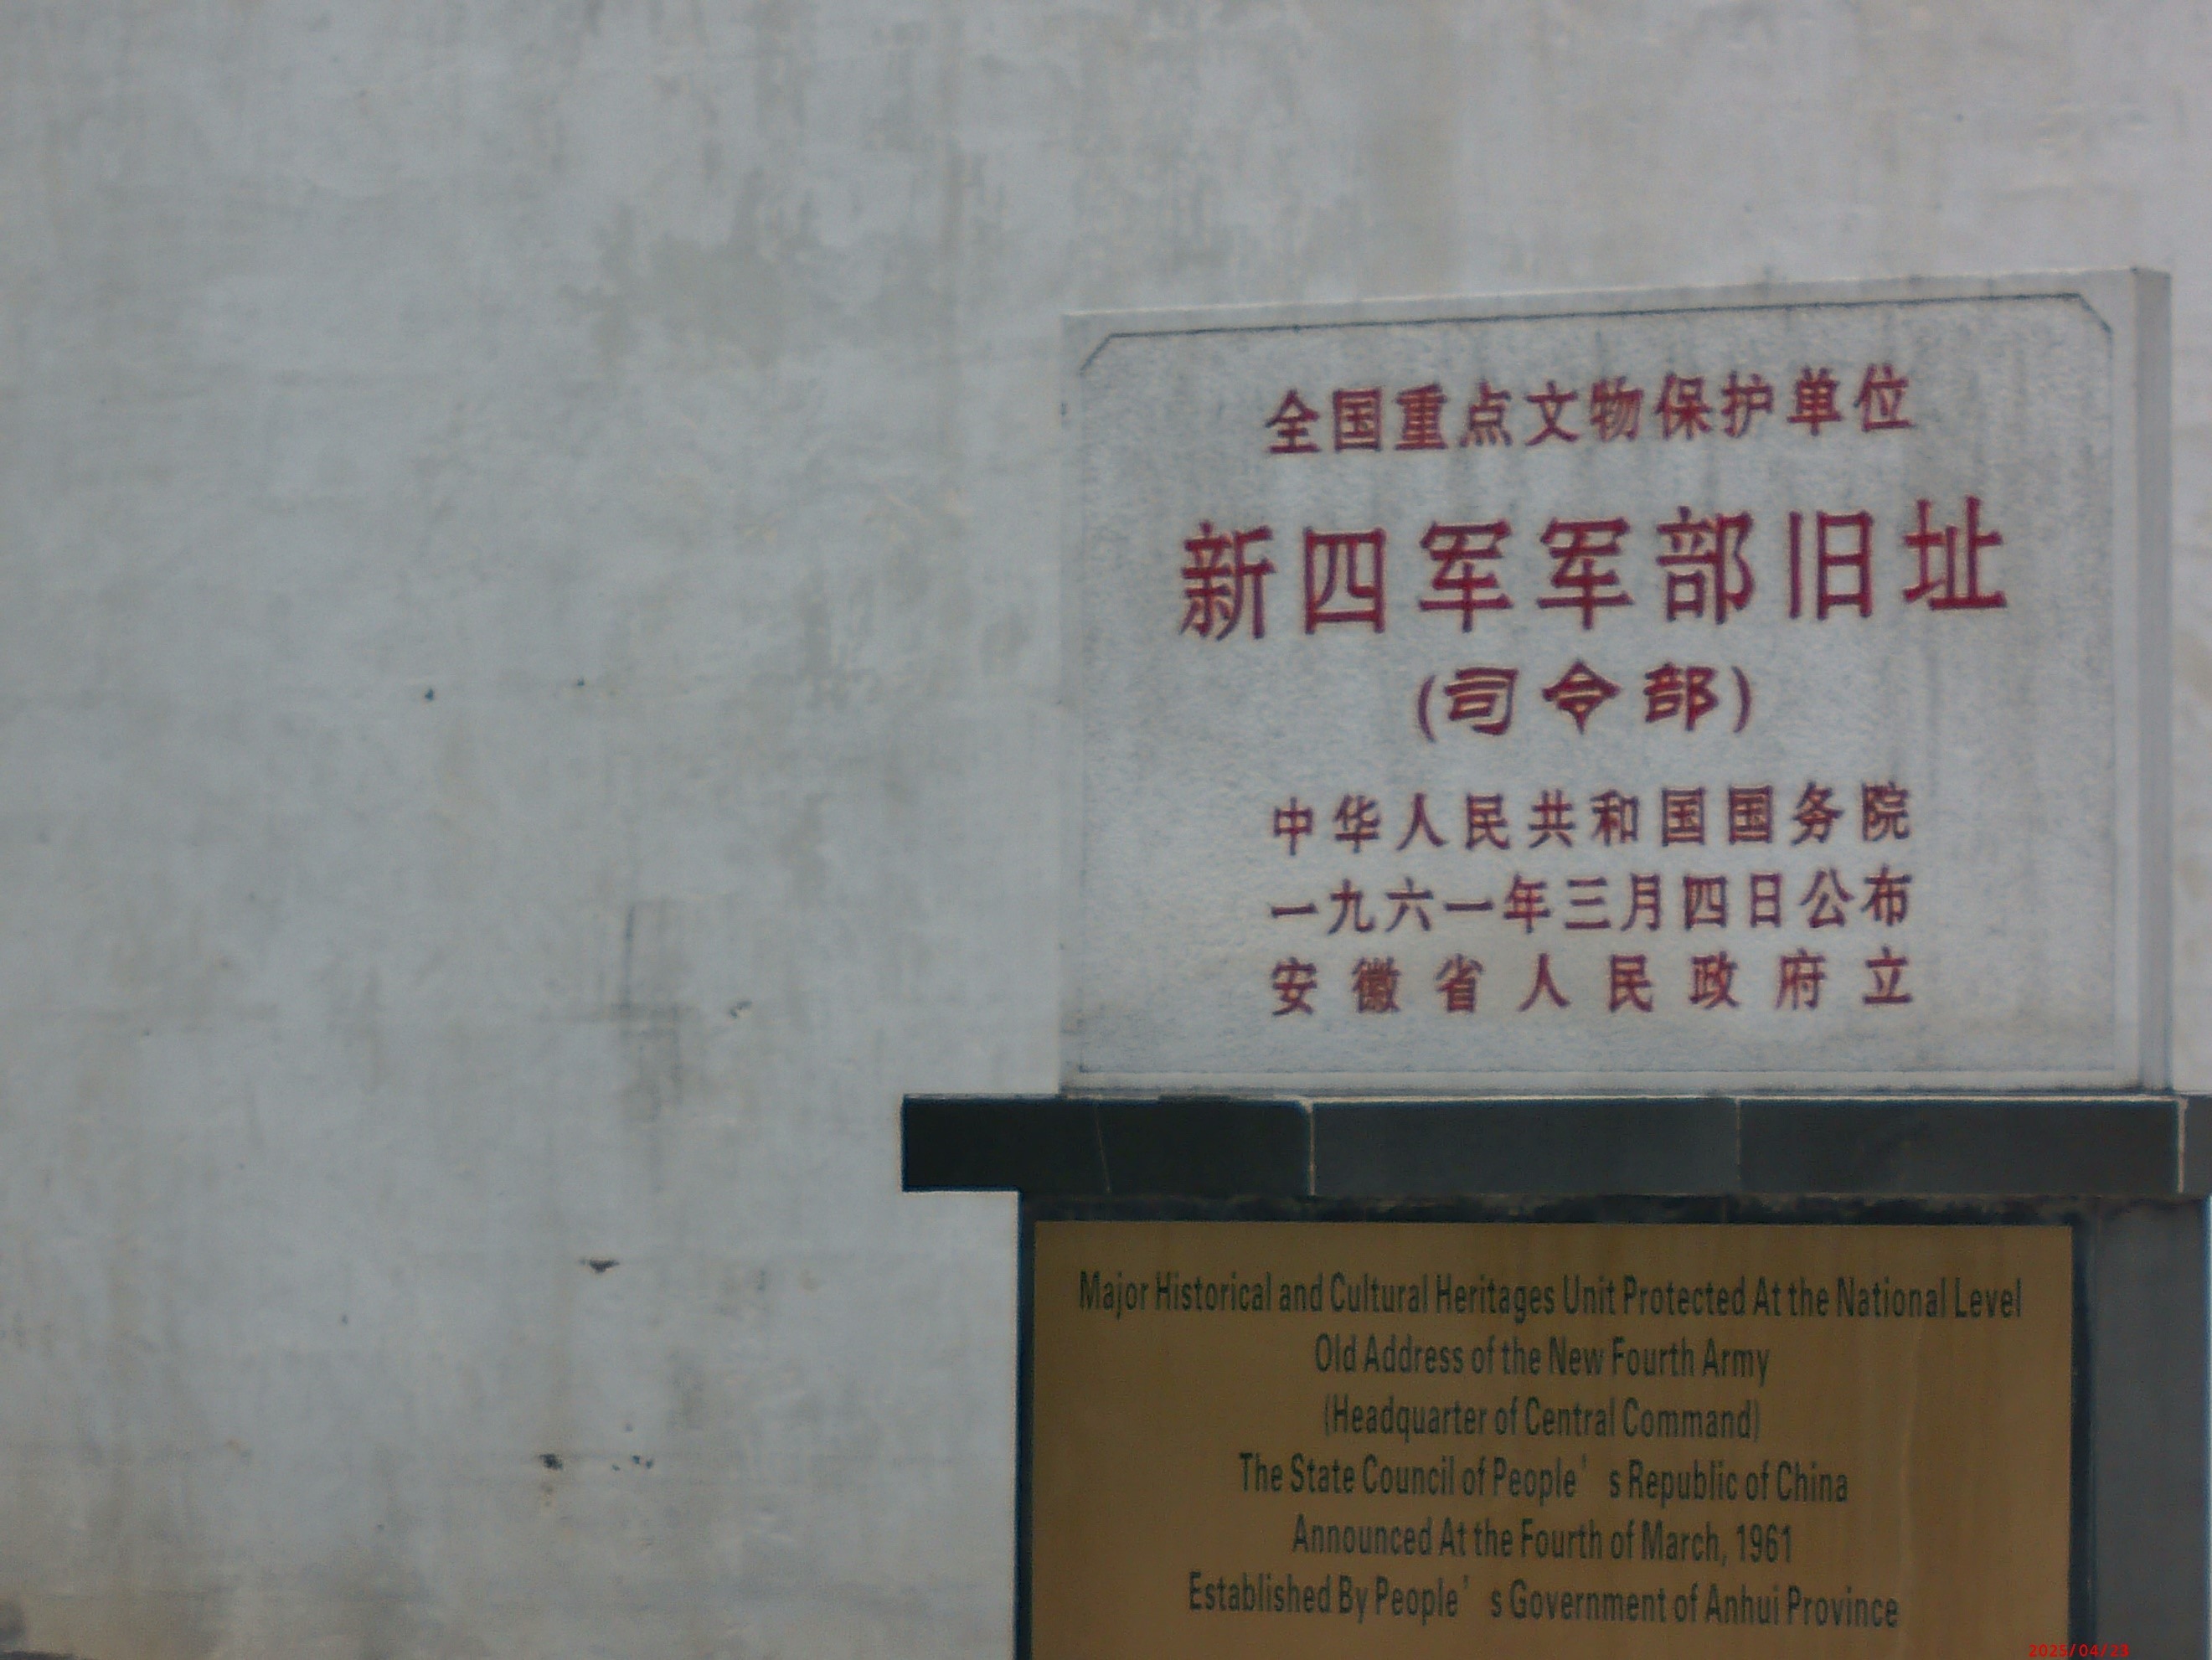 全国重点文物保护单位
新四军军部旧址
(司令部)
中华人民共和国国务院
一九六一年三月四日公布
安徽省人民政府立
Major Historical and Cultural Heritages Unit Protected At the National Level
Old Address of the New Fourth Army
(Headquarter of Central Command)
The State Council of People's Republic of China
Announced At the Fourth of March, 1961
Established By People's Government of Anhui Province
2025/04/23